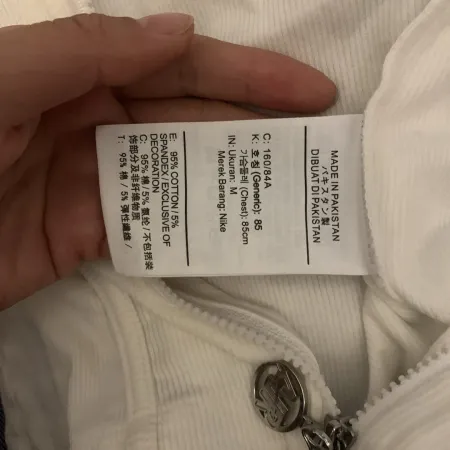 MADE IN PAKISTAN
パキスタン製
DIBUAT DI PAKISTAN
C: 160/84A
K: 호칭 (Generic): 85
가슴둘레 (Chest): 85cm
IN: Ukuran: M
Merek Barang: Nike
E: 95% COTTON/5%
SPANDEX/EXCLUSIVE OF
DECORATION
C: 95% 棉/5% 氨纶/不包括装
饰部分及非纤维物质
T: 95% 棉/5% 彈性纖維/